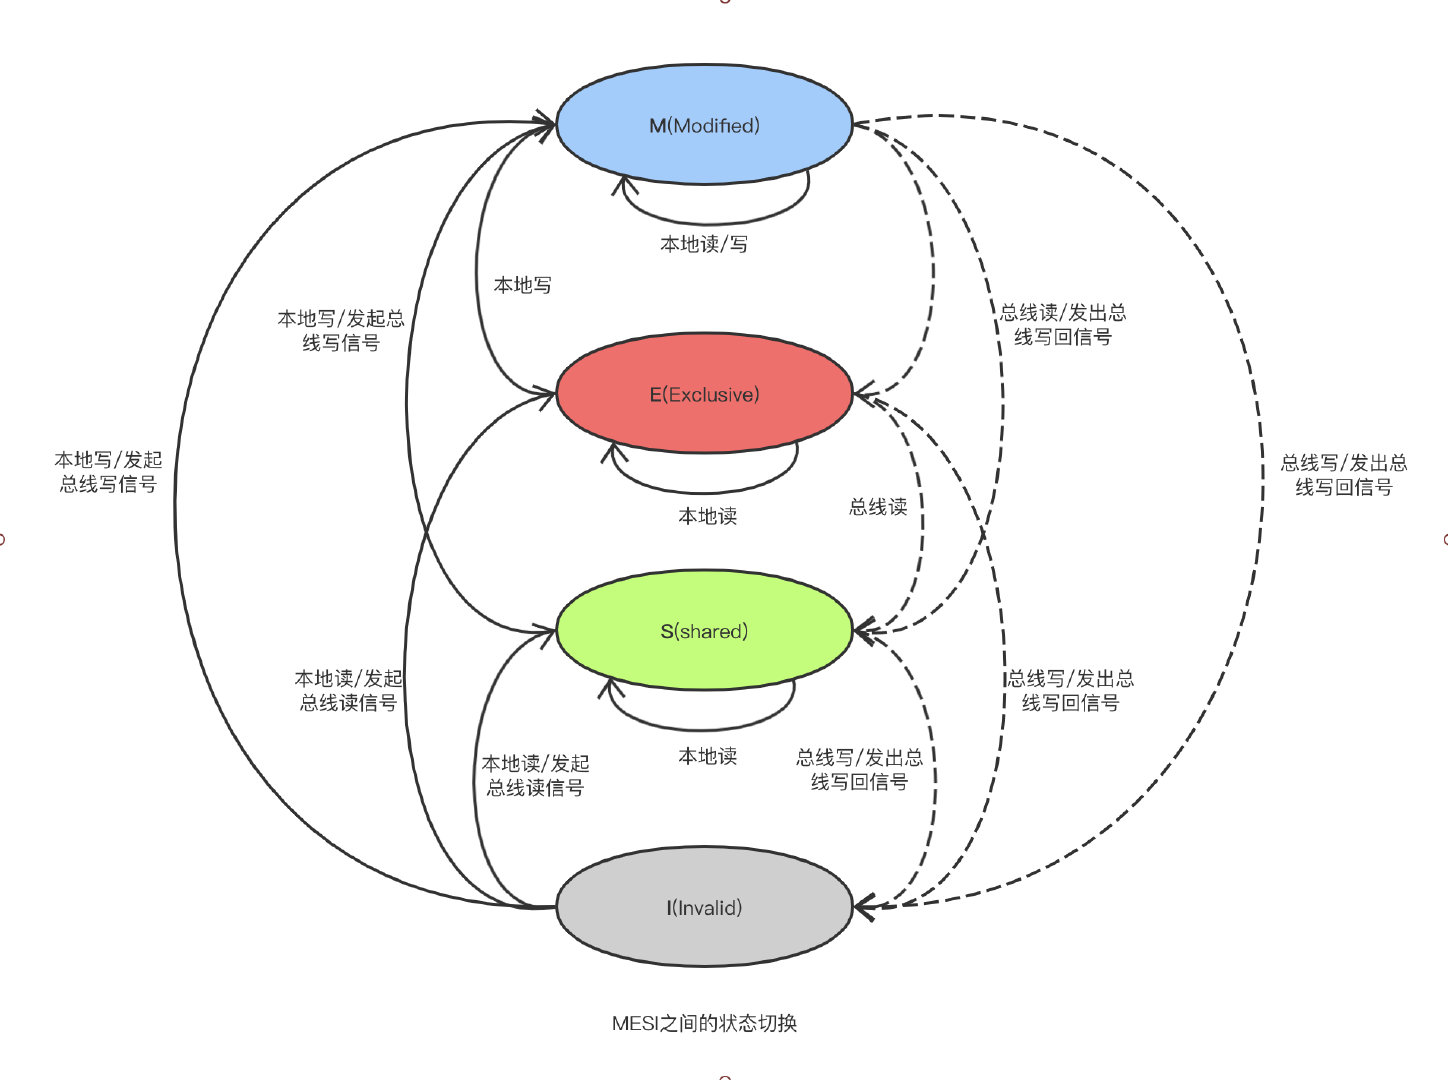 M(Modified)
本地读/写
本地写
本地写/发起总
线写信号
总线读/发出总
线写回信号
E(Exclusive)
本地写/发起
总线写信号
总线写/发出总
线写回信号
本地读
总线读
S(shared)
本地读/发起
总线读信号
总线写/发出总
线写回信号
本地读
本地读/发起
总线读信号
总线写/发出总
线写回信号
I(Invalid)
MESI之间的状态切换